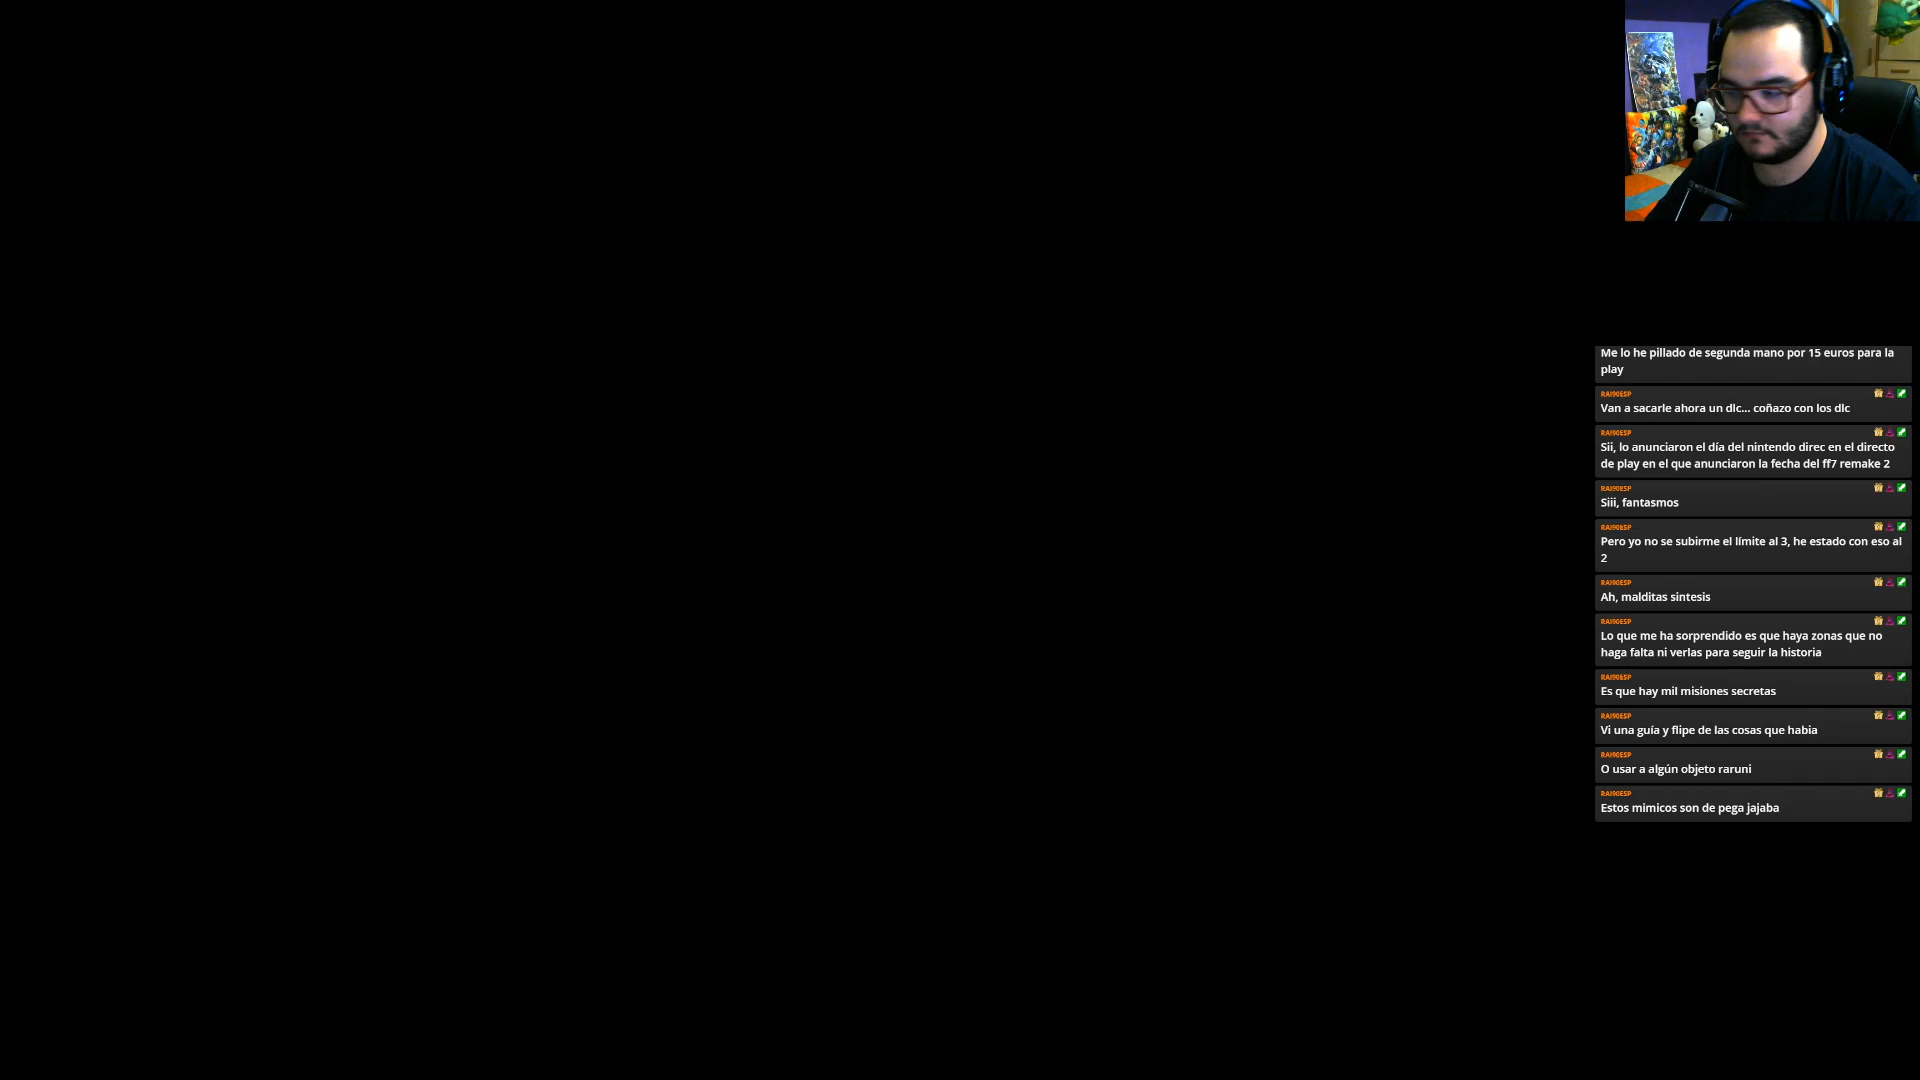 Me lo he pillado de segunda mano por 15 euros para la
play
RAI90ESP
Van a sacarle ahora un dlc... coñazo con los dlc
RAI90ESP
Sii, lo anunciaron el día del nintendo direc en el directo
de play en el que anunciaron la fecha del ff7 remake 2
RAI90ESP
Siii, fantasmos
RAI90ESP
Pero yo no se subirme el límite al 3, he estado con eso al
2
RAI90ESP
Ah, malditas sintesis
RAI90ESP
Lo que me ha sorprendido es que haya zonas que no
haga falta ni verlas para seguir la historia
RAI90ESP
Es que hay mil misiones secretas
RAI90ESP
Vi una guía y flipe de las cosas que habia
RAI90ESP
O usar a algún objeto raruni
RAI90ESP
Estos mimicos son de pega jajaba